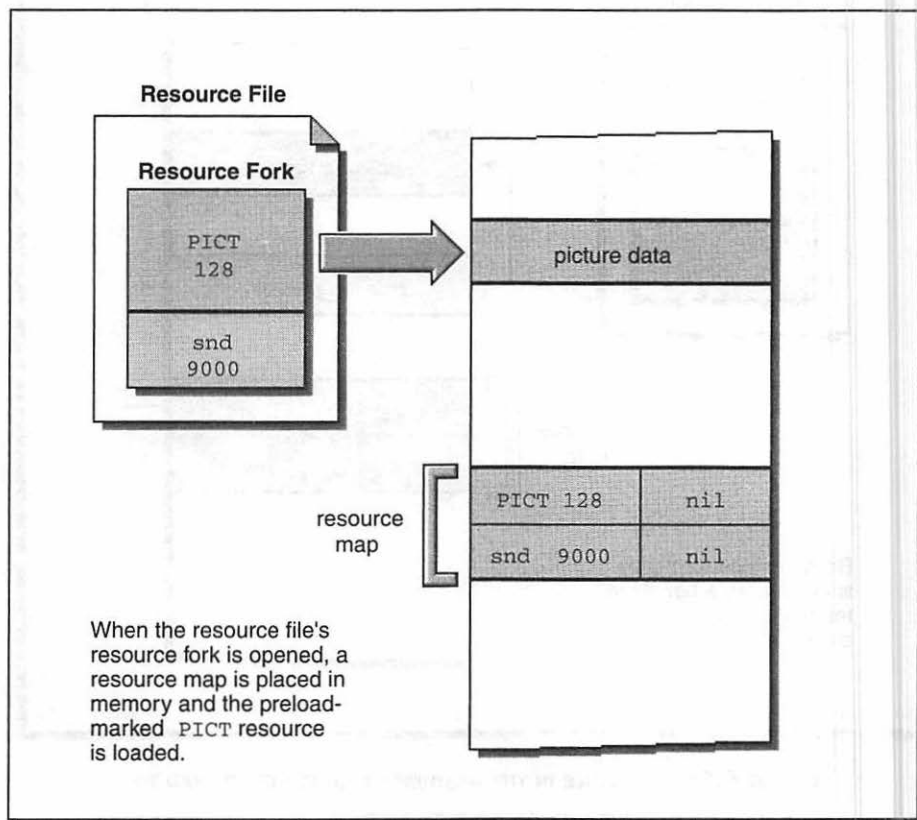 Resource File
Resource Fork
PICT
128
snd
9000
picture data
resource
map
PICT 128 nil
snd 9000 nil
When the resource file's
resource fork is opened, a
resource map is placed in
memory and the preload-
marked PICT resource
is loaded.